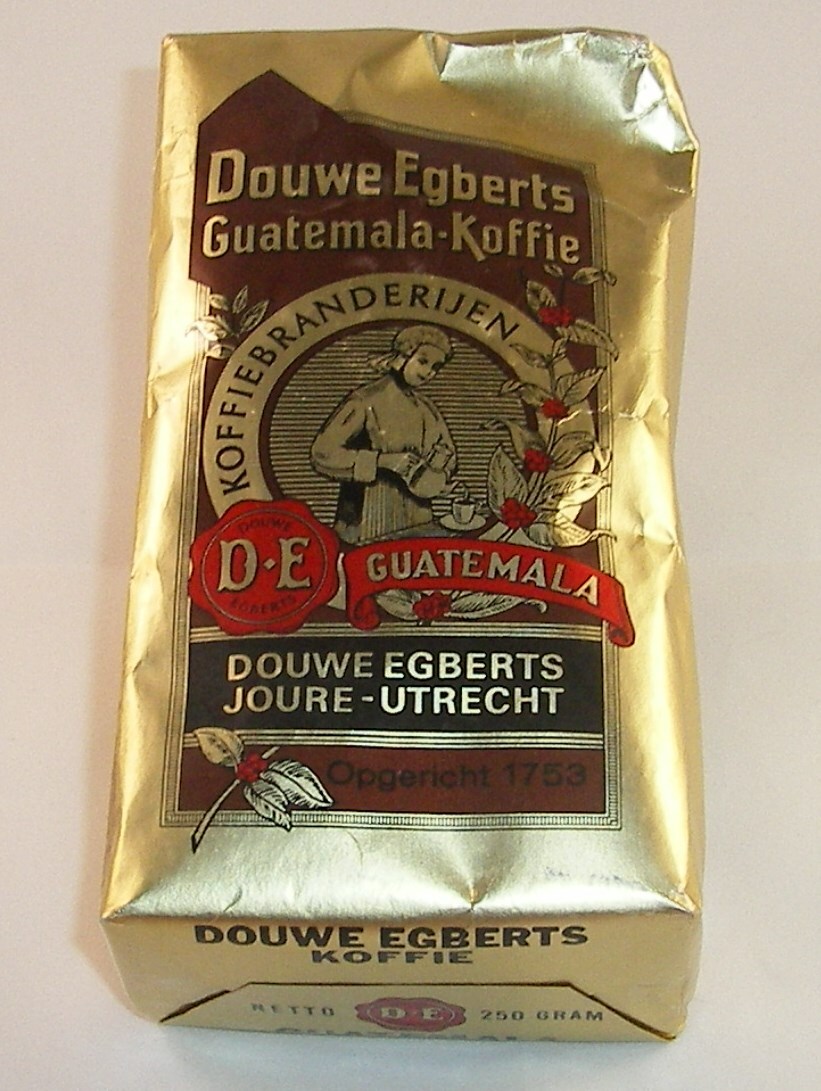 Douwe Egberts
Guatemala-Koffie
KOFFIEBRANDERIJEN
DOUWE
D·E
EGBERTS
GUATEMALA
DOUWE EGBERTS
JOURE-UTRECHT
Opgericht 1753
DOUWE EGBERTS
KOFFIE
NETTO D·E 250 GRAM